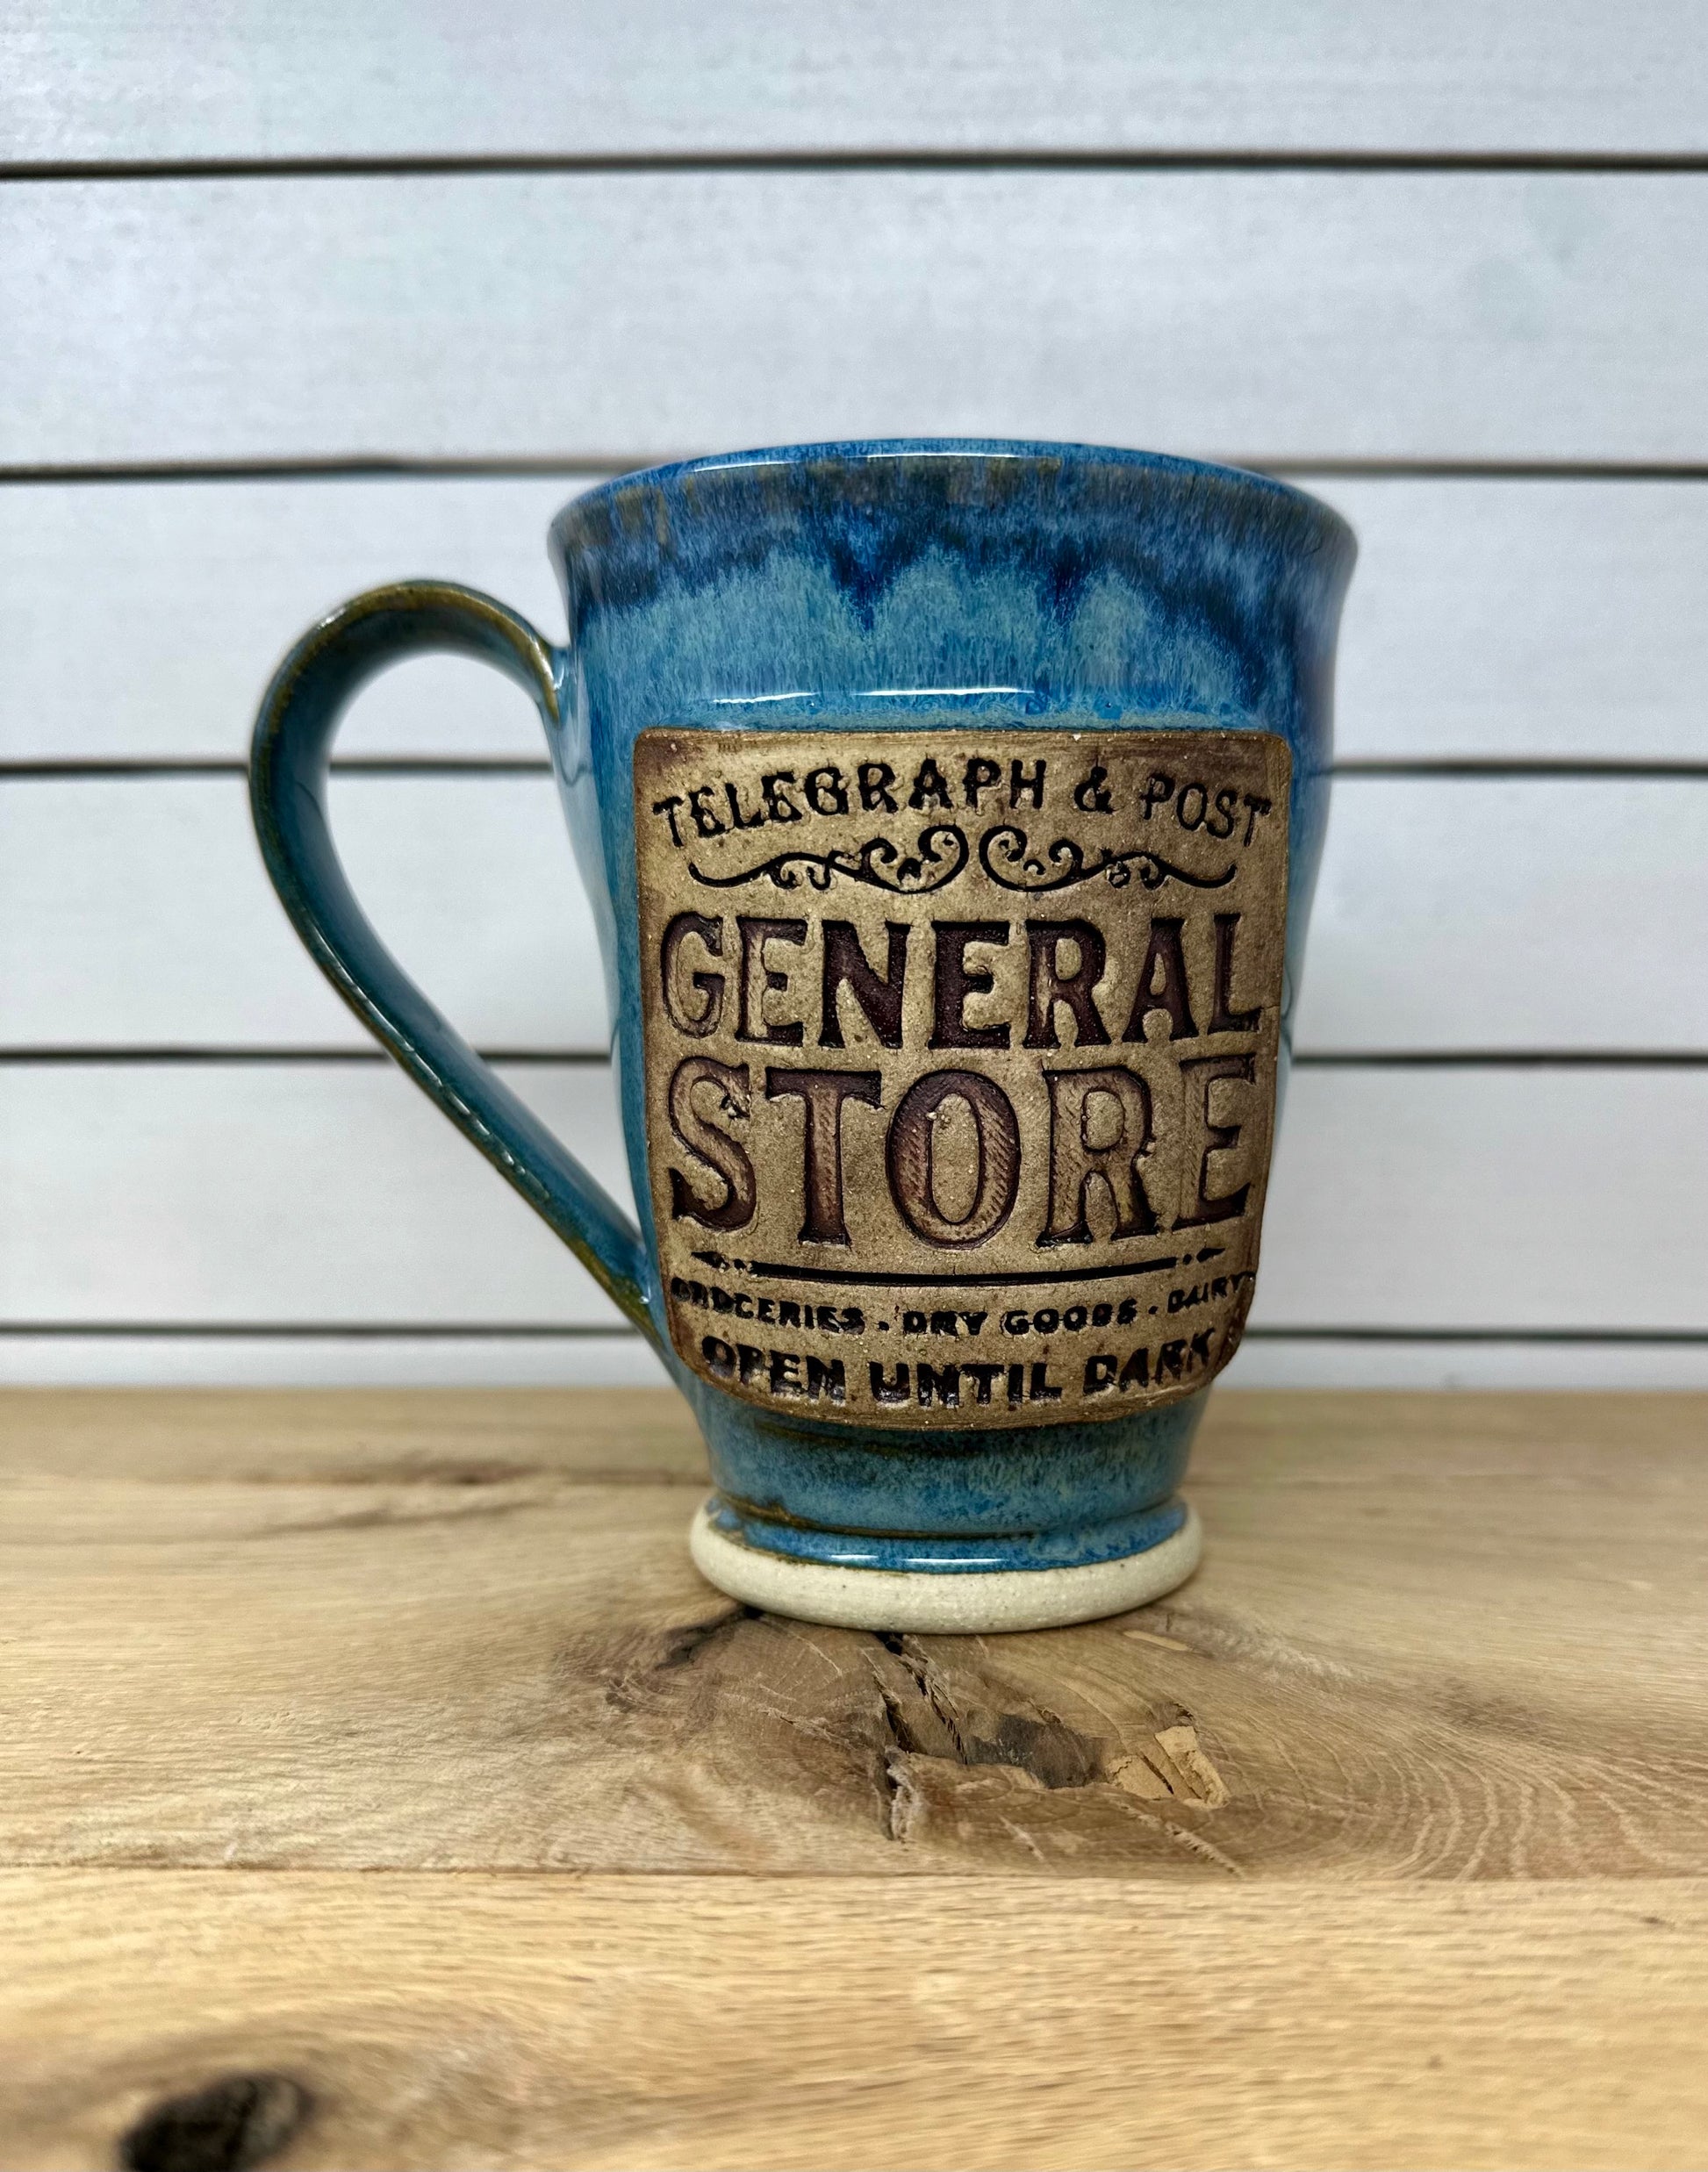 TELEGRAPH & POST
GENERAL
STORE
GROCERIES · DRY GOODS · DAIRY
OPEN UNTIL DARK